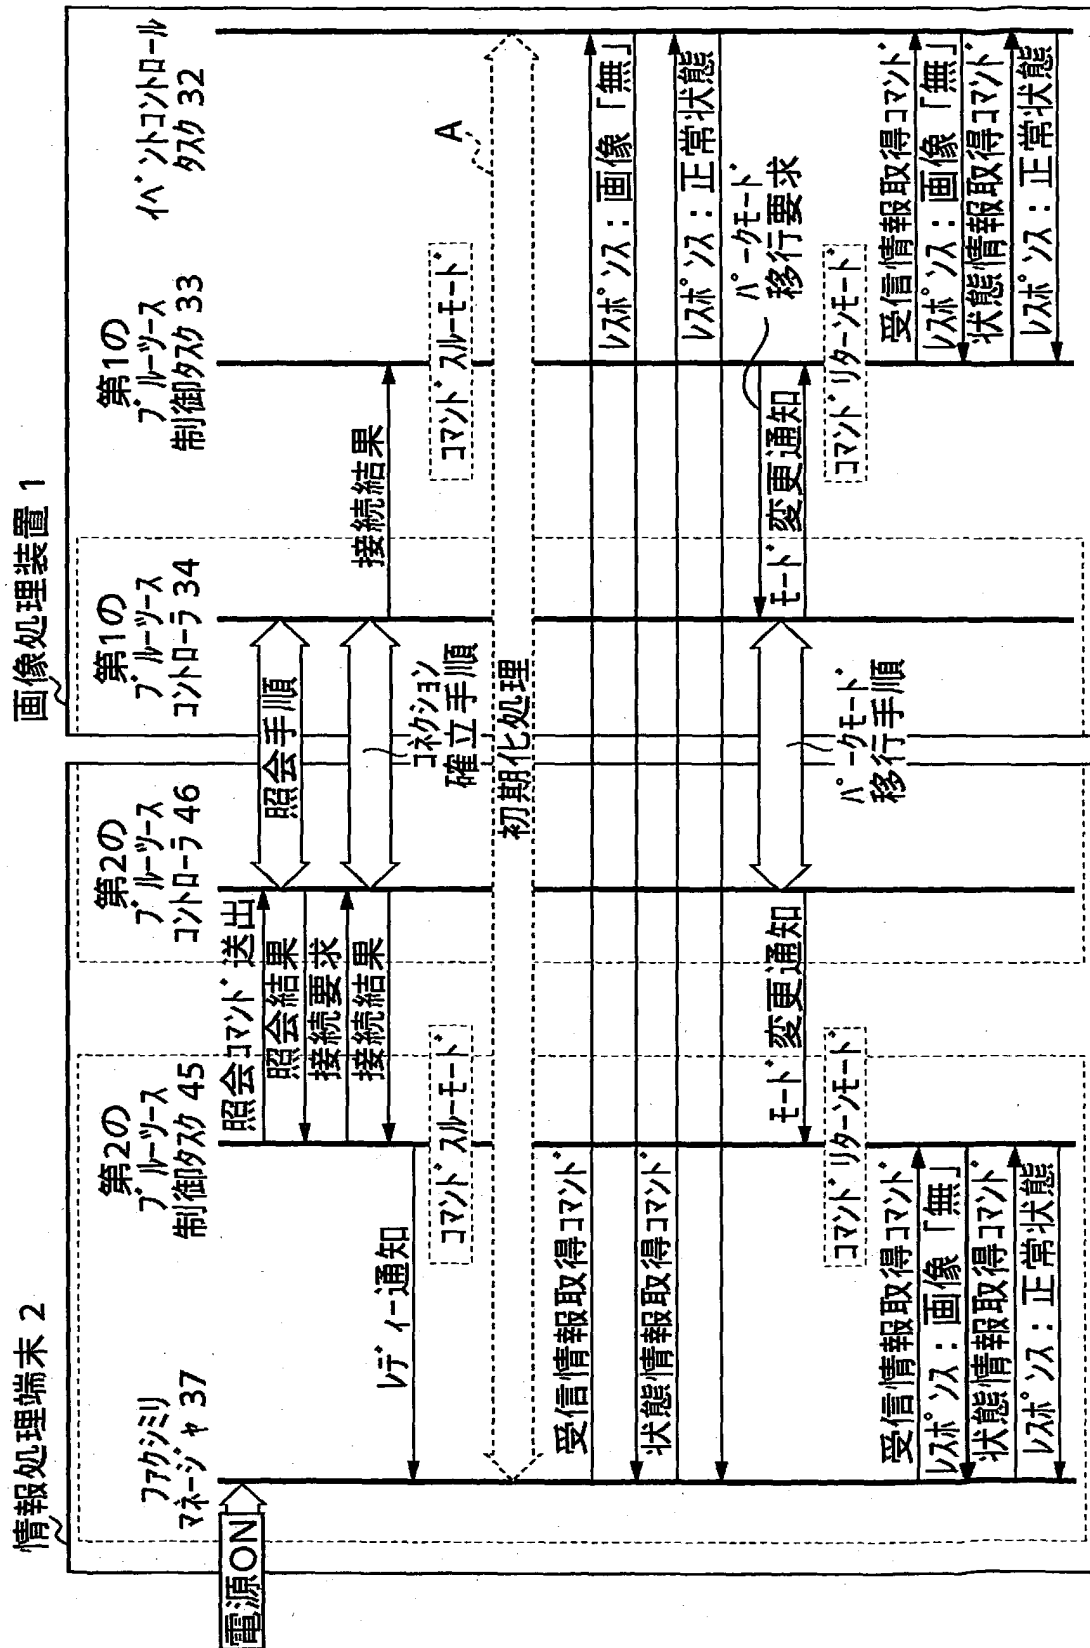 情報処理端末 2
画像処理装置 1
ファクシミリ
マネージャ 37
第2の
ブルーツース
制御タスク 45
第2の
ブルーツース
コントローラ 46
第1の
ブルーツース
コントローラ 34
第1の
ブルーツース
制御タスク 33
イベントコントロール
タスク 32
電源ON
照会コマンド送出
照会手順
照会結果
接続要求
コネクション
確立手順
接続結果
接続結果
レディー通知
コマンドスルーモード
コマンドスルーモード
A
初期化処理
受信情報取得コマンド
レスポンス：画像「無」
状態情報取得コマンド
レスポンス：正常状態
パークモード
移行要求
パークモード
移行手順
モード変更通知
モード変更通知
コマンドリターンモード
コマンドリターンモード
受信情報取得コマンド
レスポンス：画像「無」
状態情報取得コマンド
レスポンス：正常状態
受信情報取得コマンド
レスポンス：画像「無」
状態情報取得コマンド
レスポンス：正常状態